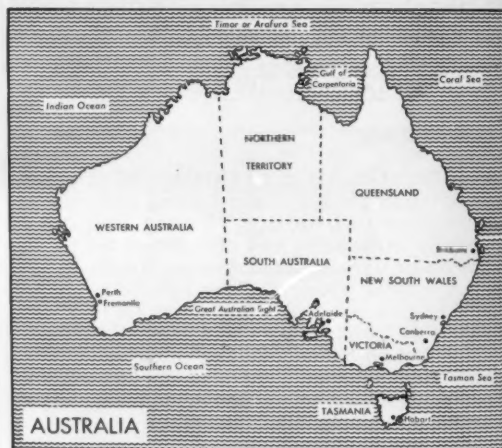 Timor or Arafura Sea
Gulf of
Carpentaria
Coral Sea
Indian Ocean
NORTHERN
TERRITORY
QUEENSLAND
WESTERN AUSTRALIA
Brisbane
SOUTH AUSTRALIA
NEW SOUTH WALES
Perth
Fremantle
Great Australian Bight
Adelaide
Sydney
Canberra
VICTORIA
Melbourne
Southern Ocean
Tasman Sea
TASMANIA
Hobart
AUSTRALIA